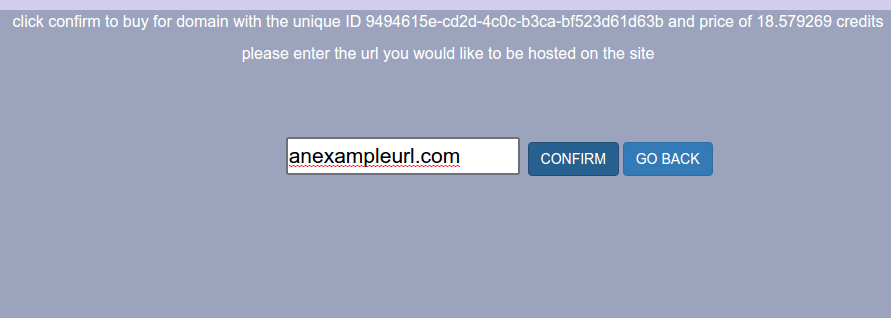 click confirm to buy for domain with the unique ID 9494615e-cd2d-4c0c-b3ca-bf523d61d63b and price of 18.579269 credits
please enter the url you would like to be hosted on the site
anexampleurl.com CONFIRM GO BACK